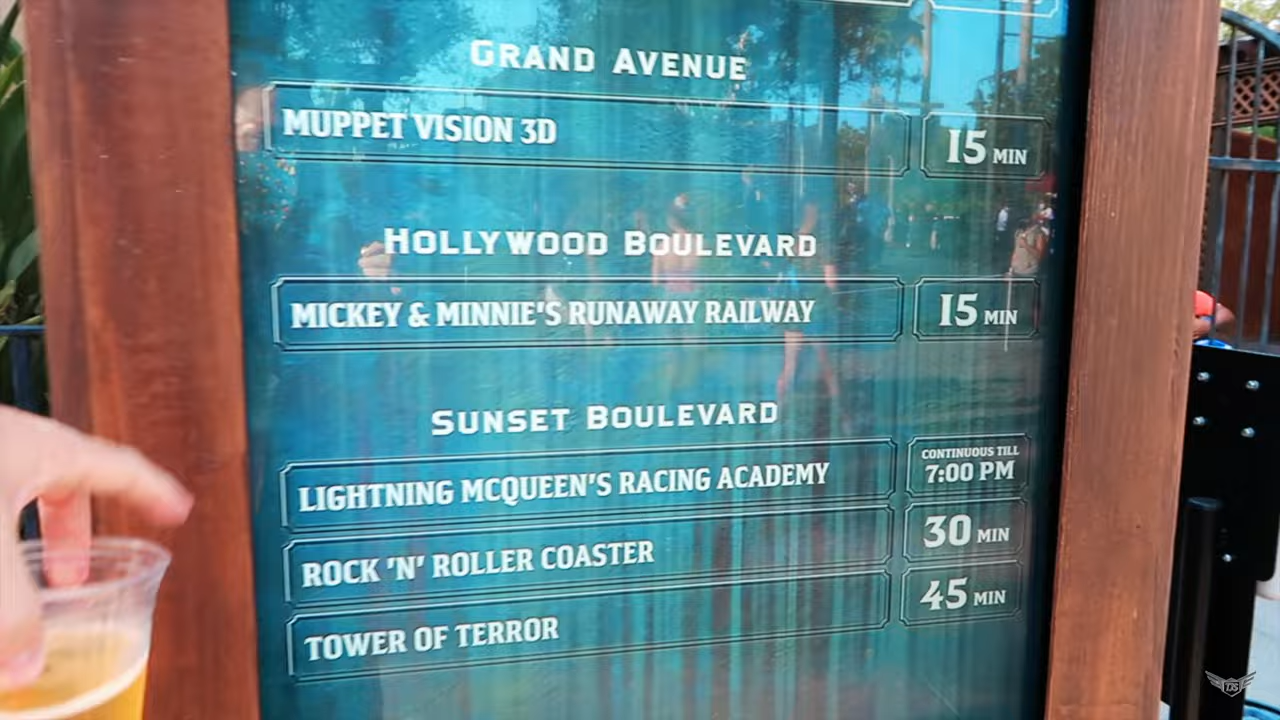 GRAND AVENUE
MUPPET VISION 3D
15 MIN
HOLLYWOOD BOULEVARD
MICKEY & MINNIE'S RUNAWAY RAILWAY
15 MIN
SUNSET BOULEVARD
LIGHTNING MCQUEEN'S RACING ACADEMY
CONTINUOUS TILL
7:00 PM
ROCK 'N' ROLLER COASTER
30 MIN
TOWER OF TERROR
45 MIN
TJS